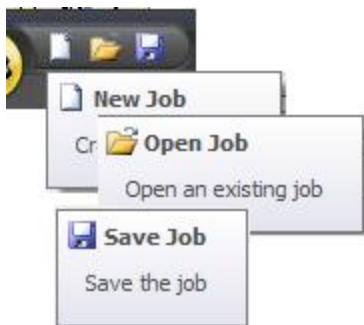 New Job
Cr
Open Job
Open an existing job
Save Job
Save the job